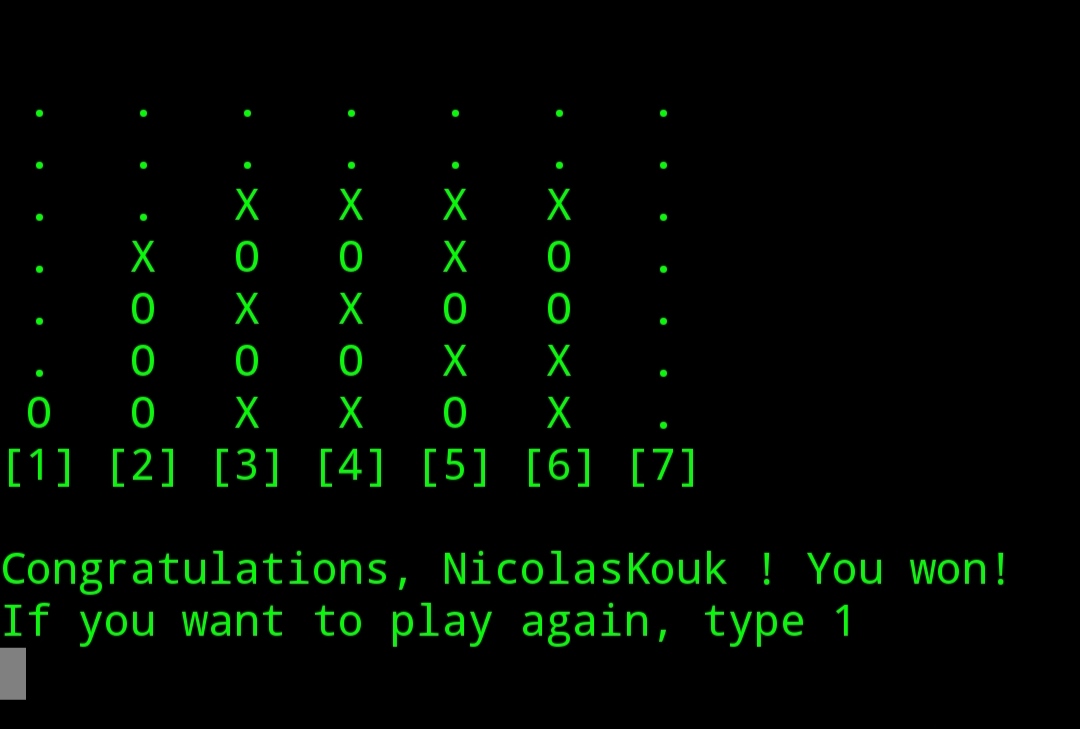 . . . . . . .
. . . . . . .
. . X X X X .
. X O O X O .
. O X X O O .
. O O O X X .
O O X X O X .
[1] [2] [3] [4] [5] [6] [7]
Congratulations, NicolasKouk ! You won!
If you want to play again, type 1